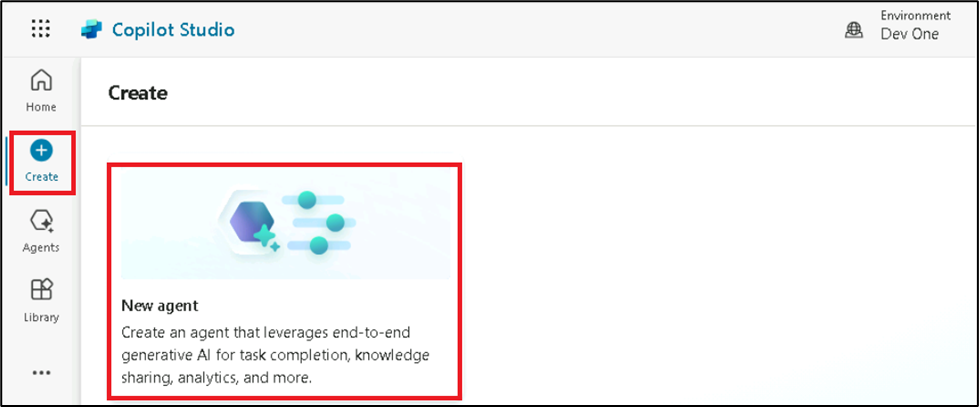 Copilot Studio
Environment
Dev One
Home
Create
Agents
Library
Create
New agent
Create an agent that leverages end-to-end
generative AI for task completion, knowledge
sharing, analytics, and more.